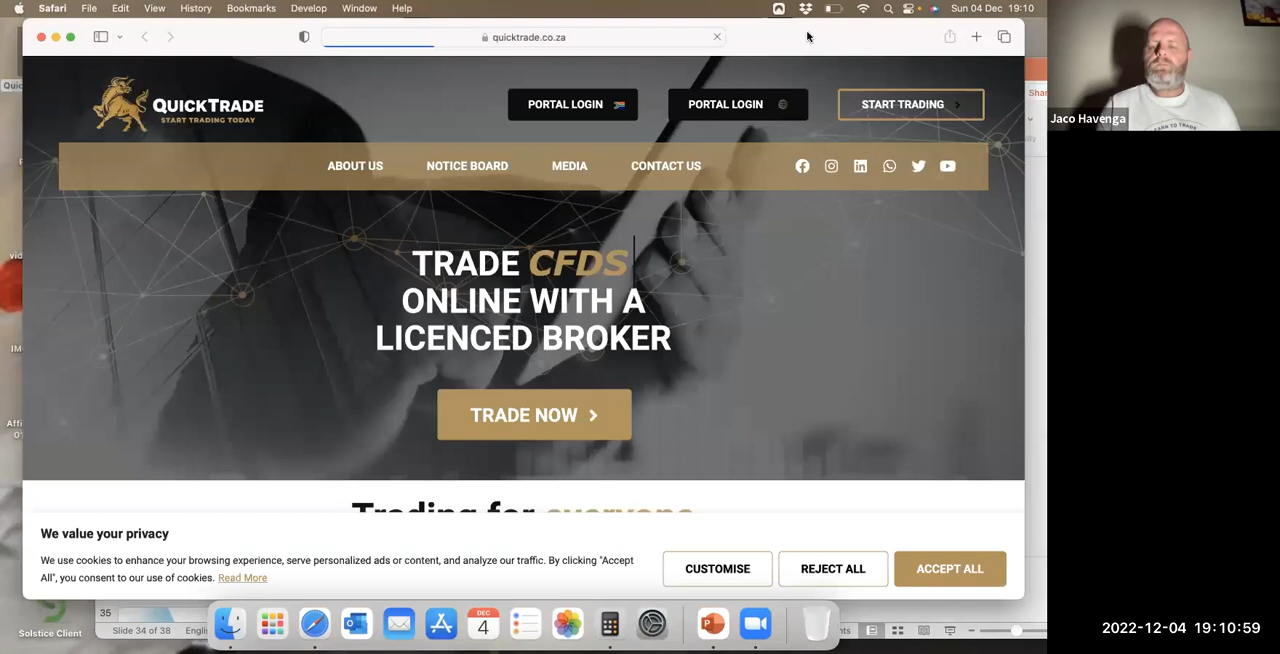 Safari File Edit View History Bookmarks Develop Window Help Sun 04 Dec 19:10
quicktrade.co.za
QUICKTRADE
START TRADING TODAY
PORTAL LOGIN PORTAL LOGIN START TRADING
ABOUT US NOTICE BOARD MEDIA CONTACT US
TRADE CFDS
ONLINE WITH A
LICENCED BROKER
TRADE NOW
Trading for everyone
We value your privacy
We use cookies to enhance your browsing experience, serve personalized ads or content, and analyze our traffic. By clicking "Accept
All", you consent to our use of cookies. Read More
CUSTOMISE REJECT ALL ACCEPT ALL
35
Slide 34 of 38
DEC
4
Solstice Client
Jaco Havenga
2022-12-04 19:10:59